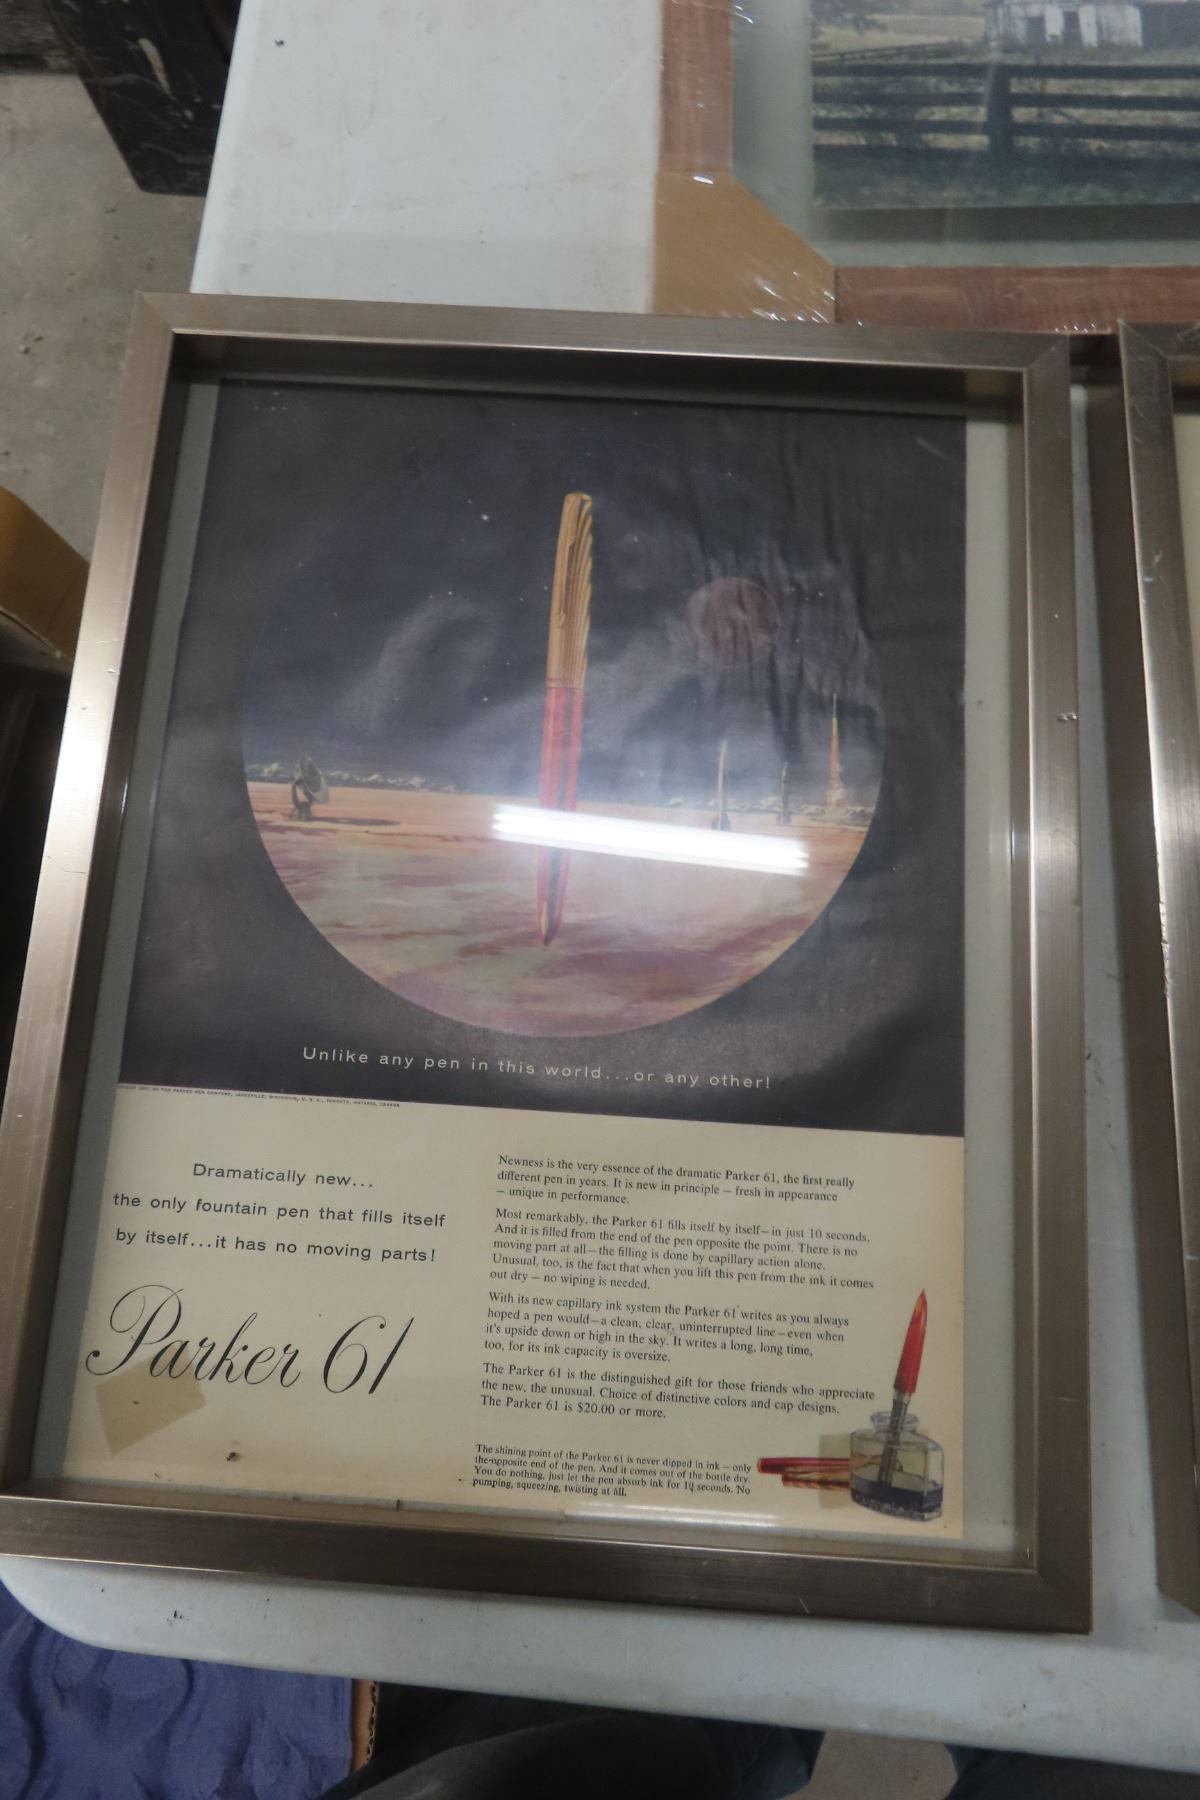 Unlike any pen in this world...or any other!
BY THE PARKER PEN COMPANY, JANESVILLE, WISCONSIN, U.S.A.; TORONTO, ONTARIO, CANADA
Dramatically new...
the only fountain pen that fills itself
by itself...it has no moving parts!
Parker 61
Newness is the very essence of the dramatic Parker 61, the first really
different pen in years. It is new in principle — fresh in appearance
— unique in performance.
Most remarkably, the Parker 61 fills itself by itself—in just 10 seconds.
And it is filled from the end of the pen opposite the point. There is no
moving part at all—the filling is done by capillary action alone.
Unusual, too, is the fact that when you lift this pen from the ink it comes
out dry — no wiping is needed.
With its new capillary ink system the Parker 61 writes as you always
hoped a pen would—a clean, clear, uninterrupted line—even when
it's upside down or high in the sky. It writes a long, long time,
too, for its ink capacity is oversize.
The Parker 61 is the distinguished gift for those friends who appreciate
the new, the unusual. Choice of distinctive colors and cap designs.
The Parker 61 is $20.00 or more.
The shining point of the Parker 61 is never dipped in ink — only
the opposite end of the pen. And it comes out of the bottle dry.
You do nothing, just let the pen absorb ink for 10 seconds. No
pumping, squeezing, twisting at all.